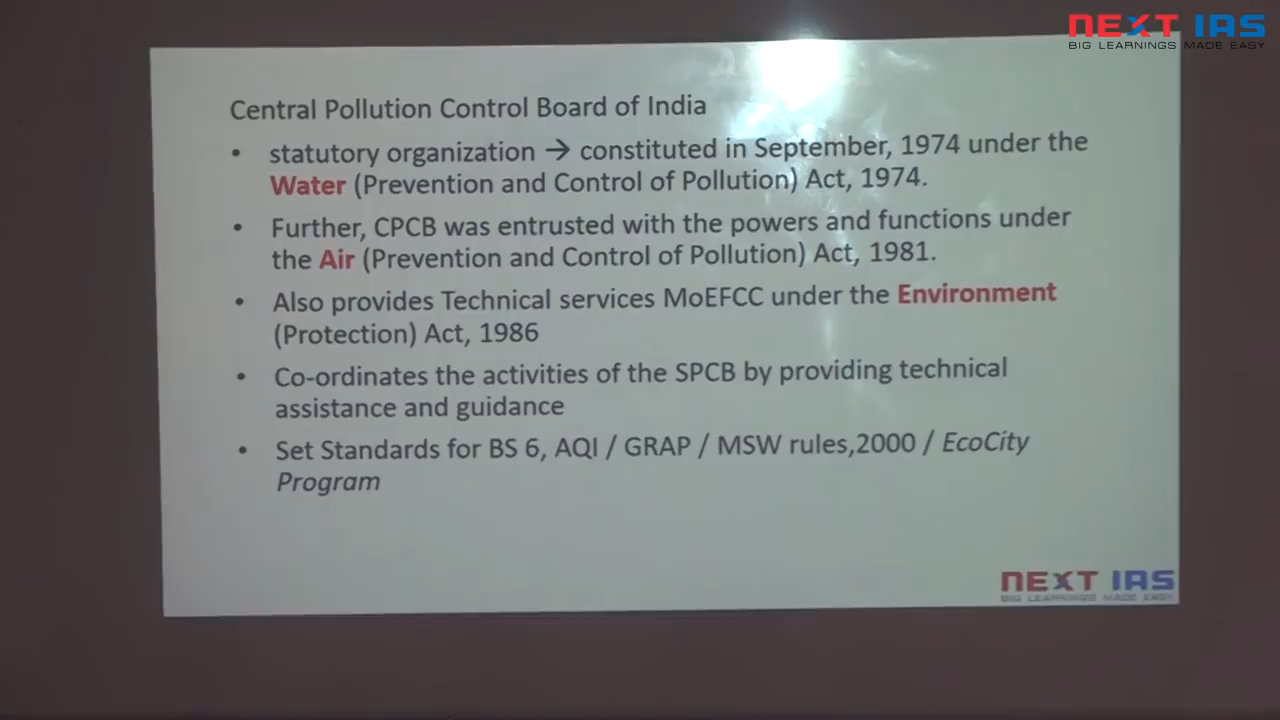 NEXT IAS
BIG LEARNINGS MADE EASY
Central Pollution Control Board of India
• statutory organization → constituted in September, 1974 under the
Water (Prevention and Control of Pollution) Act, 1974.
• Further, CPCB was entrusted with the powers and functions under
the Air (Prevention and Control of Pollution) Act, 1981.
• Also provides Technical services MoEFCC under the Environment
(Protection) Act, 1986
• Co-ordinates the activities of the SPCB by providing technical
assistance and guidance
• Set Standards for BS 6, AQI / GRAP / MSW rules,2000 / EcoCity
Program
NEXT IAS
BIG LEARNINGS MADE EASY